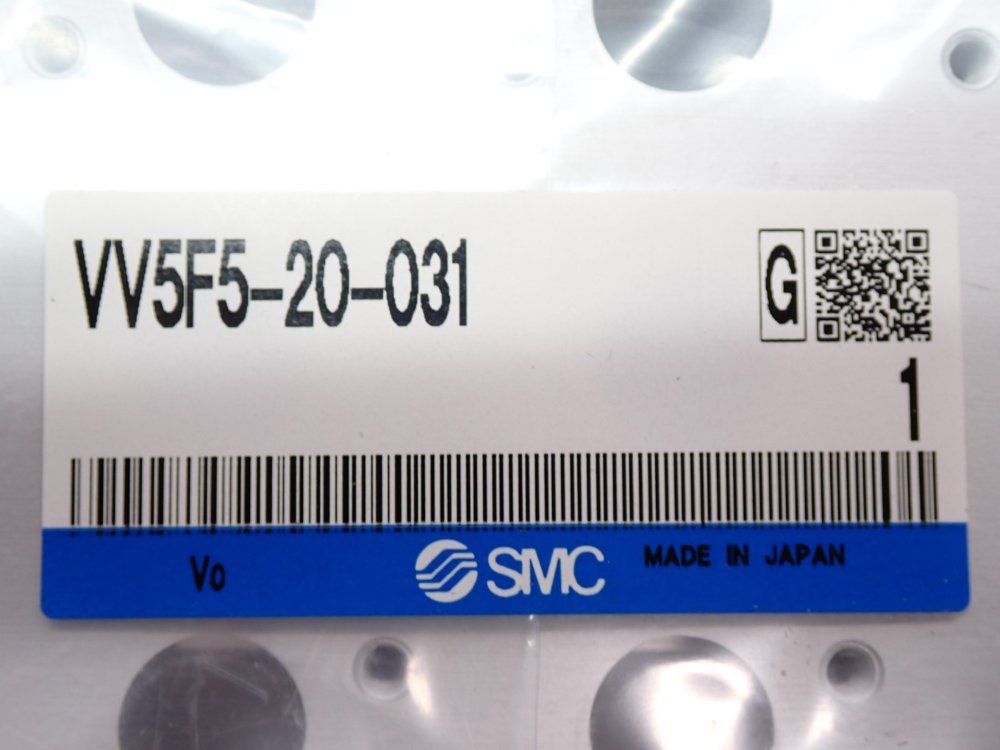 VV5F5-20-031
G
1
Vo
SMC
MADE IN JAPAN